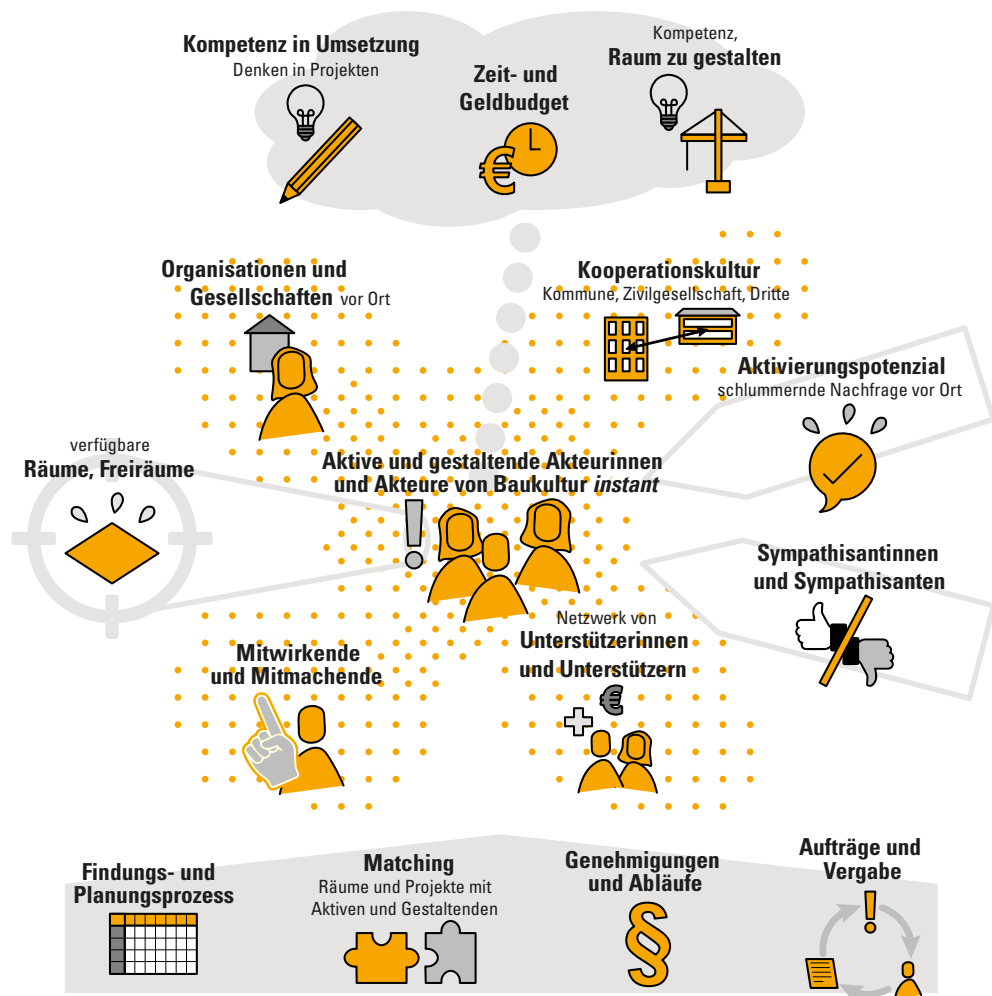 Kompetenz in Umsetzung
Denken in Projekten
Zeit- und
Geldbudget
€
Kompetenz,
Raum zu gestalten
Organisationen und
Gesellschaften vor Ort
Kooperationskultur
Kommune, Zivilgesellschaft, Dritte
Aktivierungspotenzial
schlummernde Nachfrage vor Ort
verfügbare
Räume, Freiräume
Aktive und gestaltende Akteurinnen
und Akteure von Baukultur instant
!
Sympathisantinnen
und Sympathisanten
Mitwirkende
und Mitmachende
Netzwerk von
Unterstützerinnen
und Unterstützern
€
Findungs- und
Planungsprozess
Matching
Räume und Projekte mit
Aktiven und Gestaltenden
Genehmigungen
und Abläufe
§
Aufträge und
Vergabe
!